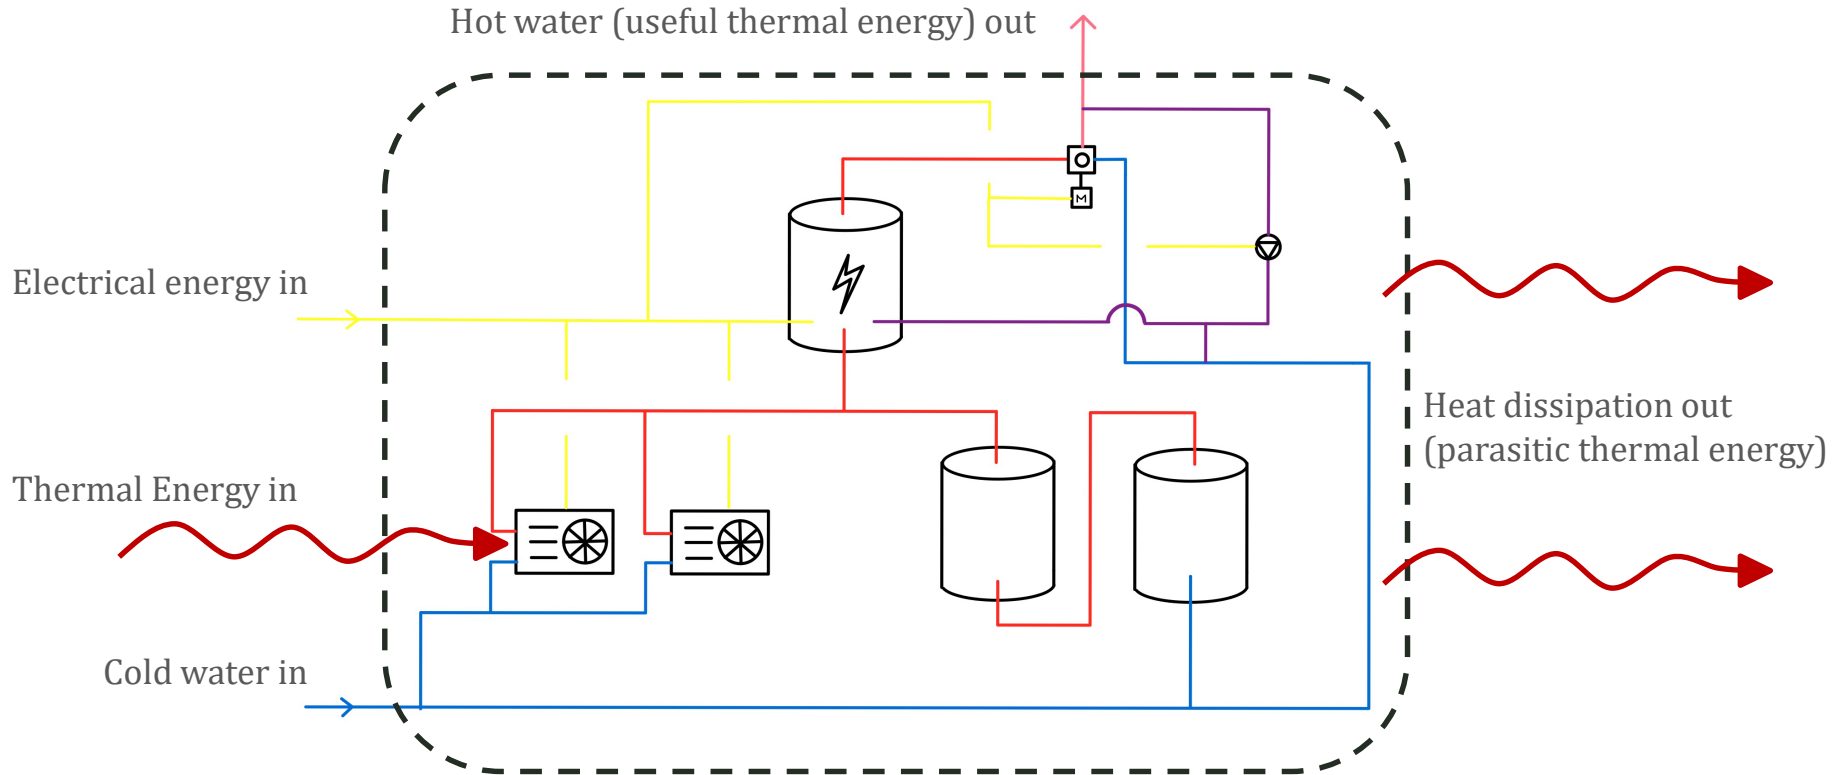 Hot water (useful thermal energy) out
M
Electrical energy in
Heat dissipation out
(parasitic thermal energy)
Thermal Energy in
Cold water in